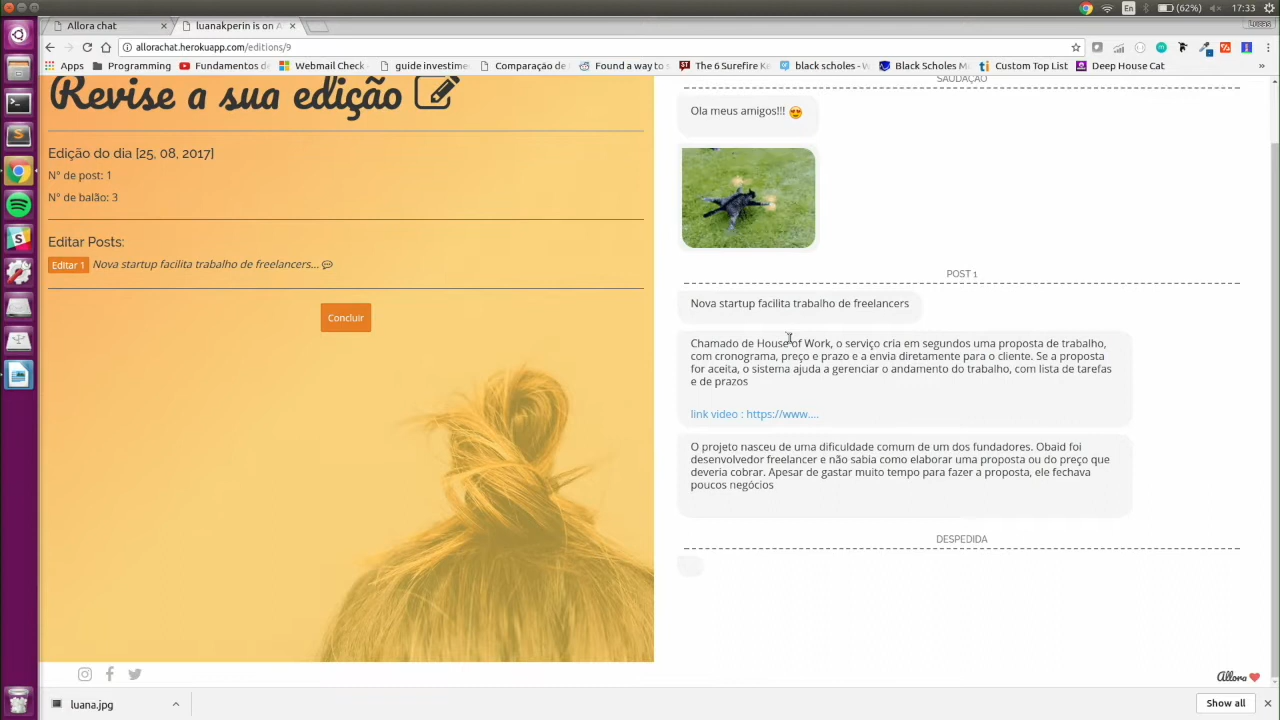 En
(62%)
17:33
Allora chat
luanakperin is on A
Lucas
allorachat.herokuapp.com/editions/9
Apps
Programming
Fundamentos de
Webmail Check
guide investime
Comparação de
Found a way to s
The 6 Surefire Ke
black scholes - W
Black Scholes Mu
Custom Top List
Deep House Cat
Revise a sua edição
Edição do dia [25, 08, 2017]
N° de post: 1
N° de balão: 3
Editar Posts:
Editar 1 Nova startup facilita trabalho de freelancers...
Concluir
SAUDAÇÃO
Ola meus amigos!!!
POST 1
Nova startup facilita trabalho de freelancers
Chamado de House of Work, o serviço cria em segundos uma proposta de trabalho,
com cronograma, preço e prazo e a envia diretamente para o cliente. Se a proposta
for aceita, o sistema ajuda a gerenciar o andamento do trabalho, com lista de tarefas
e de prazos
link video : https://www....
O projeto nasceu de uma dificuldade comum de um dos fundadores. Obaid foi
desenvolvedor freelancer e não sabia como elaborar uma proposta ou do preço que
deveria cobrar. Apesar de gastar muito tempo para fazer a proposta, ele fechava
poucos negócios
DESPEDIDA
Allora
luana.jpg
Show all